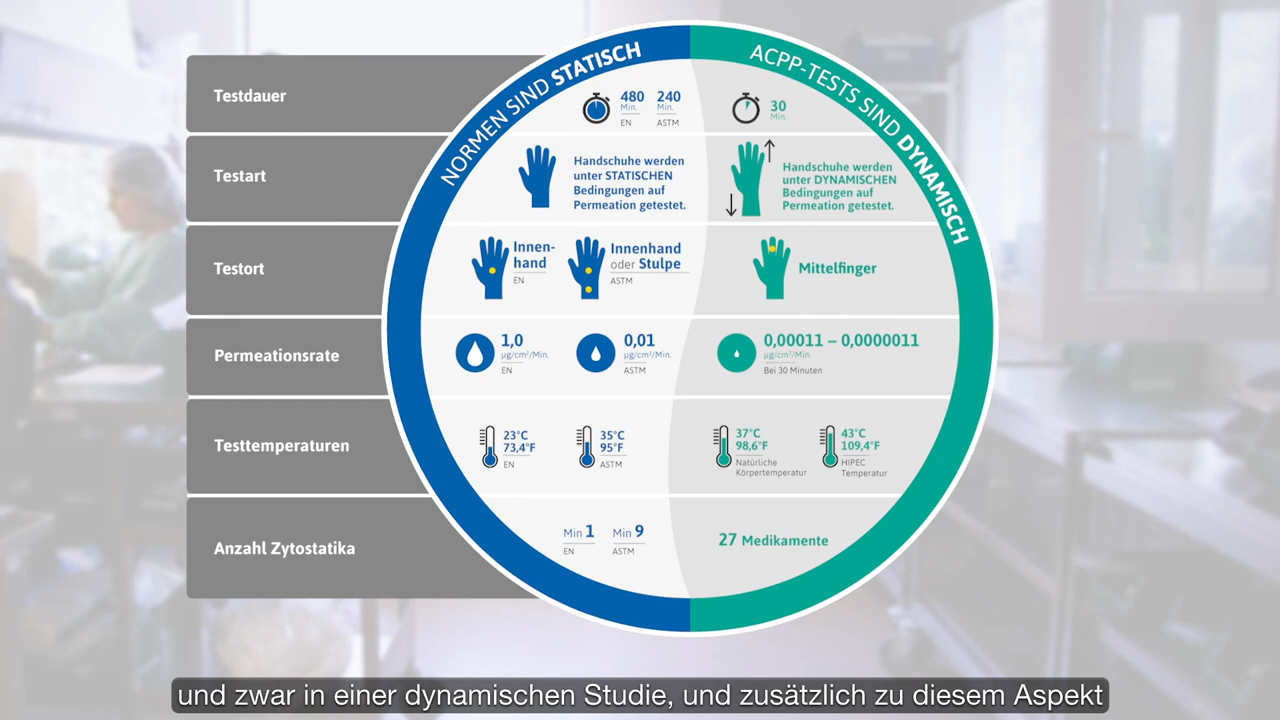 NORMEN SIND STATISCH
ACPP-TESTS SIND DYNAMISCH
Testdauer
480 Min. EN
240 Min. ASTM
30 Min.
Testart
Handschuhe werden
unter STATISCHEN
Bedingungen auf
Permeation getestet.
Handschuhe werden
unter DYNAMISCHEN
Bedingungen auf
Permeation getestet.
Testort
Innen-
hand
EN
Innenhand
oder Stulpe
ASTM
Mittelfinger
Permeationsrate
1,0
µg/cm²/Min.
EN
0,01
µg/cm²/Min.
ASTM
0,00011 – 0,0000011
µg/cm²/Min.
Bei 30 Minuten
Testtemperaturen
23°C
73,4°F
EN
35°C
95°F
ASTM
37°C
98,6°F
Natürliche
Körpertemperatur
43°C
109,4°F
HIPEC
Temperatur
Anzahl Zytostatika
Min 1
EN
Min 9
ASTM
27 Medikamente
und zwar in einer dynamischen Studie, und zusätzlich zu diesem Aspekt